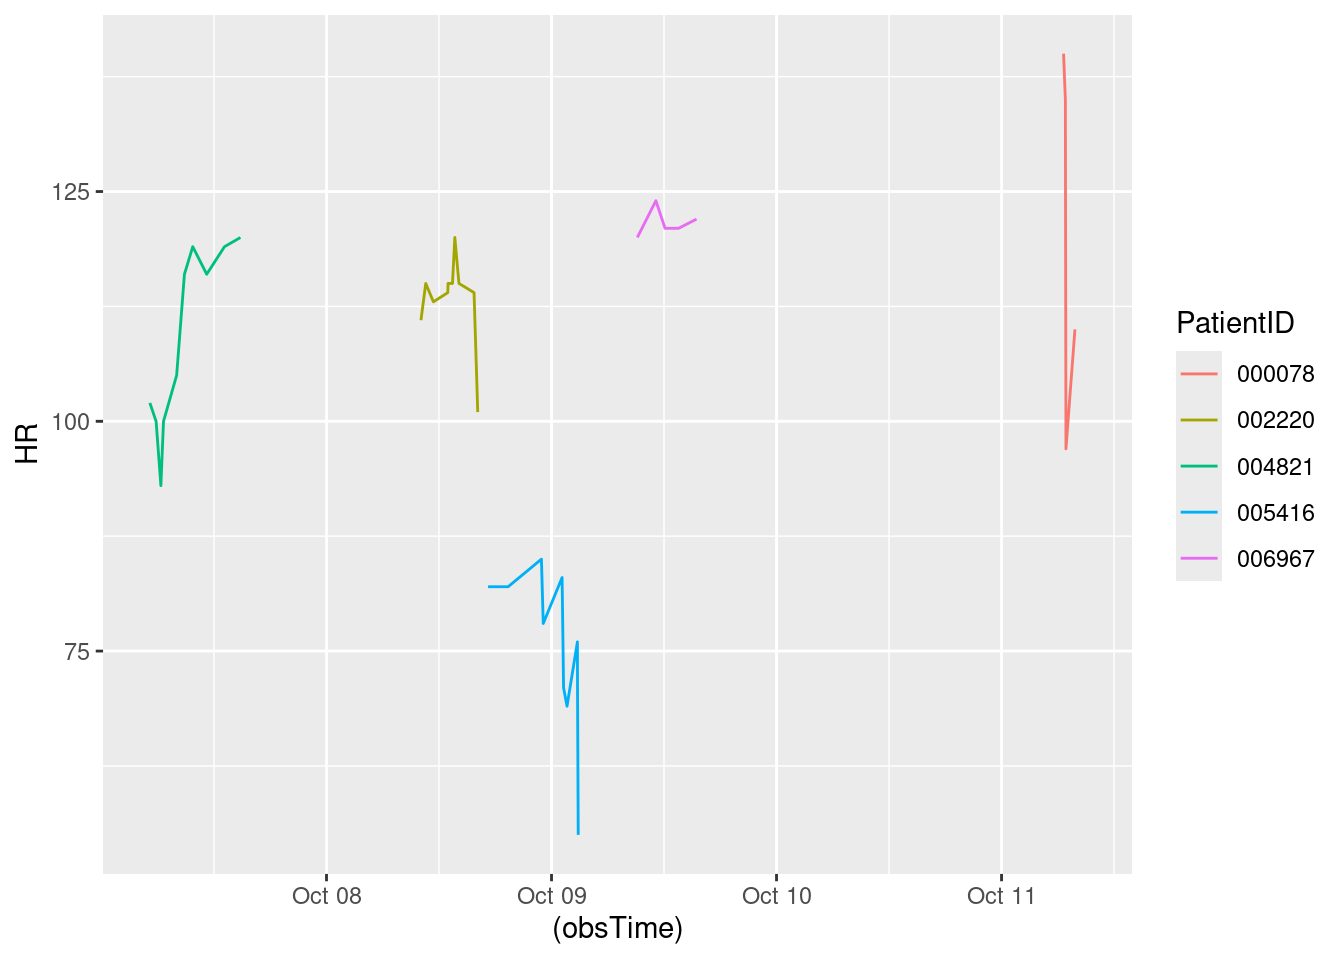 125
100
75
HR
Oct 08
Oct 09
Oct 10
Oct 11
(obsTime)
PatientID
000078
002220
004821
005416
006967